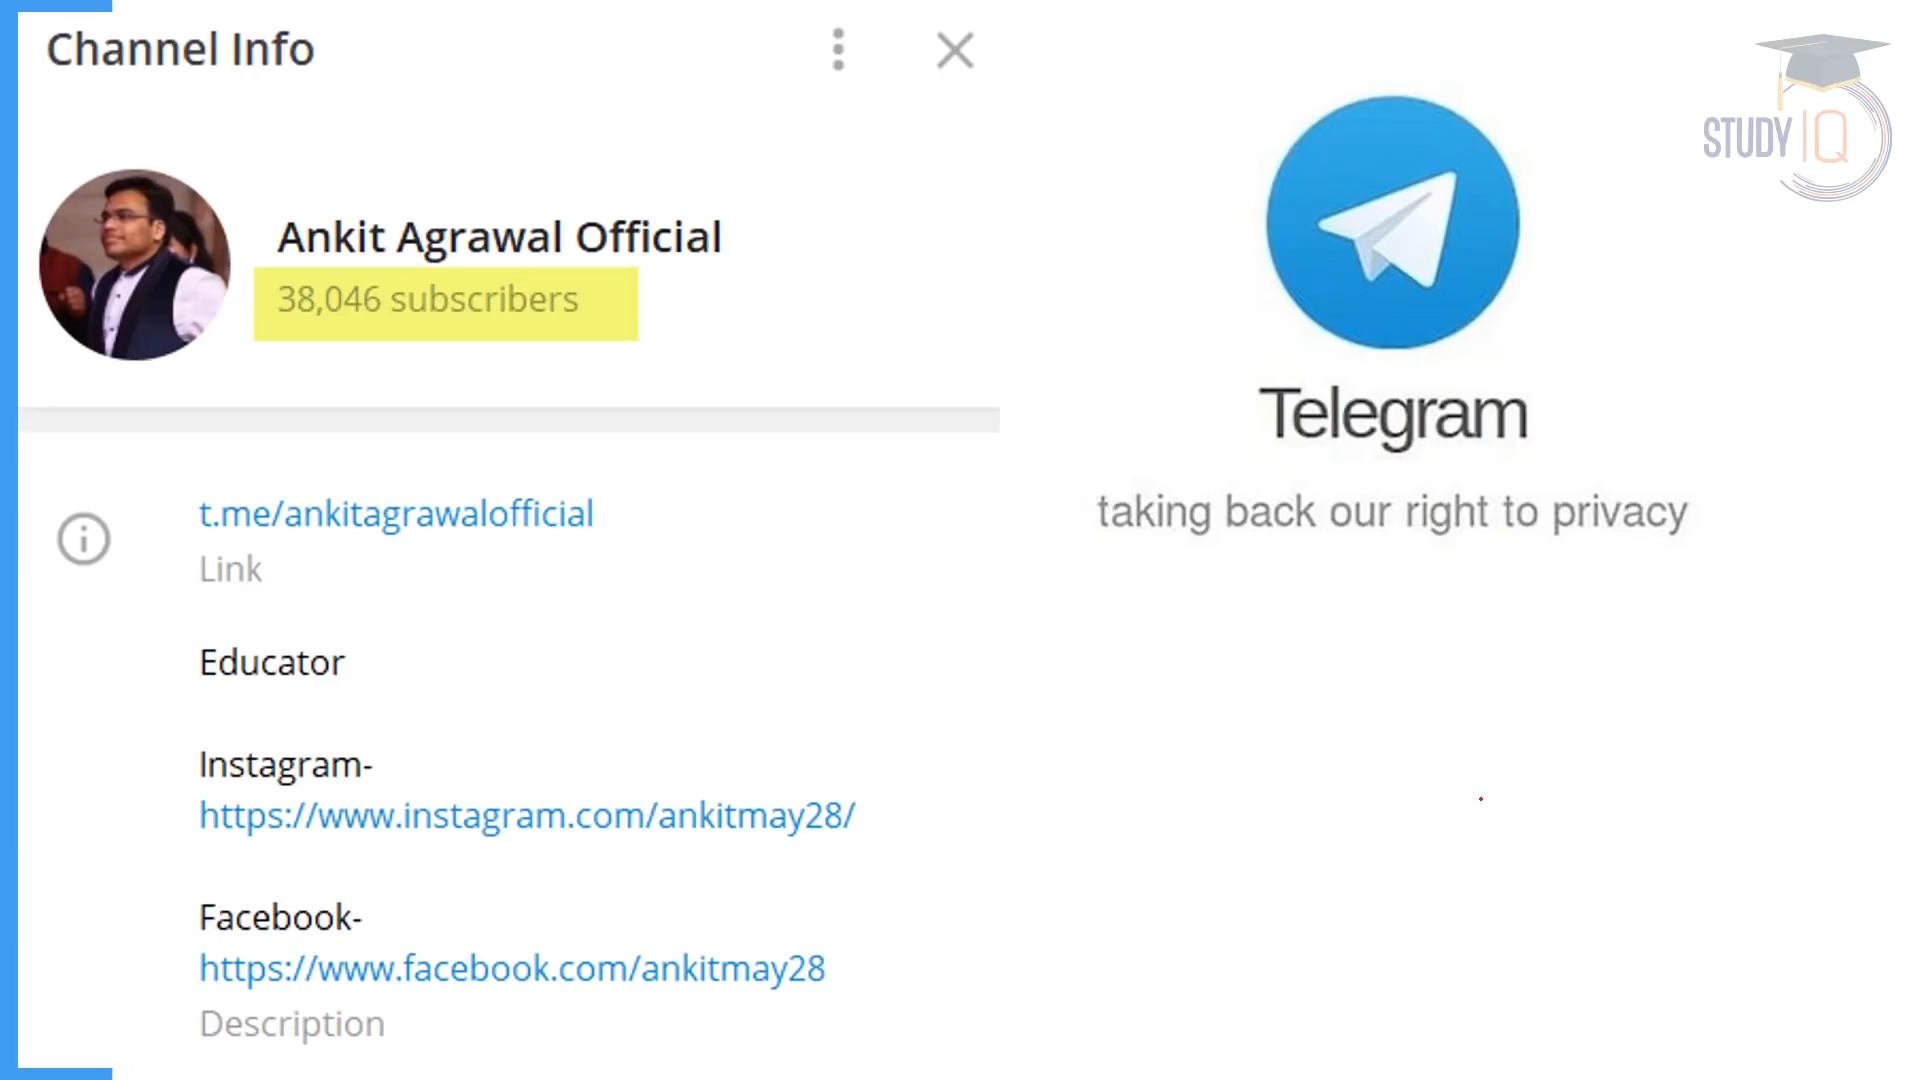 Channel Info
Ankit Agrawal Official
38,046 subscribers
t.me/ankitagrawalofficial
Link
Educator
Instagram-
https://www.instagram.com/ankitmay28/
Facebook-
https://www.facebook.com/ankitmay28
Description
Telegram
taking back our right to privacy
STUDY IQ